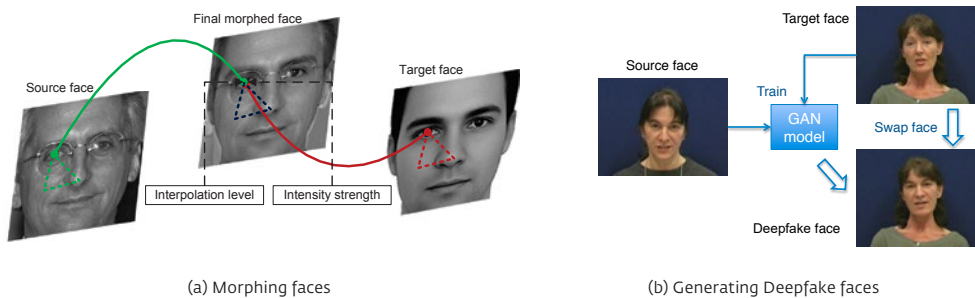 Final morphed face
Source face
Target face
Interpolation level
Intensity strength
(a) Morphing faces
Target face
Source face
Train
GAN
model
Swap face
Deepfake face
(b) Generating Deepfake faces